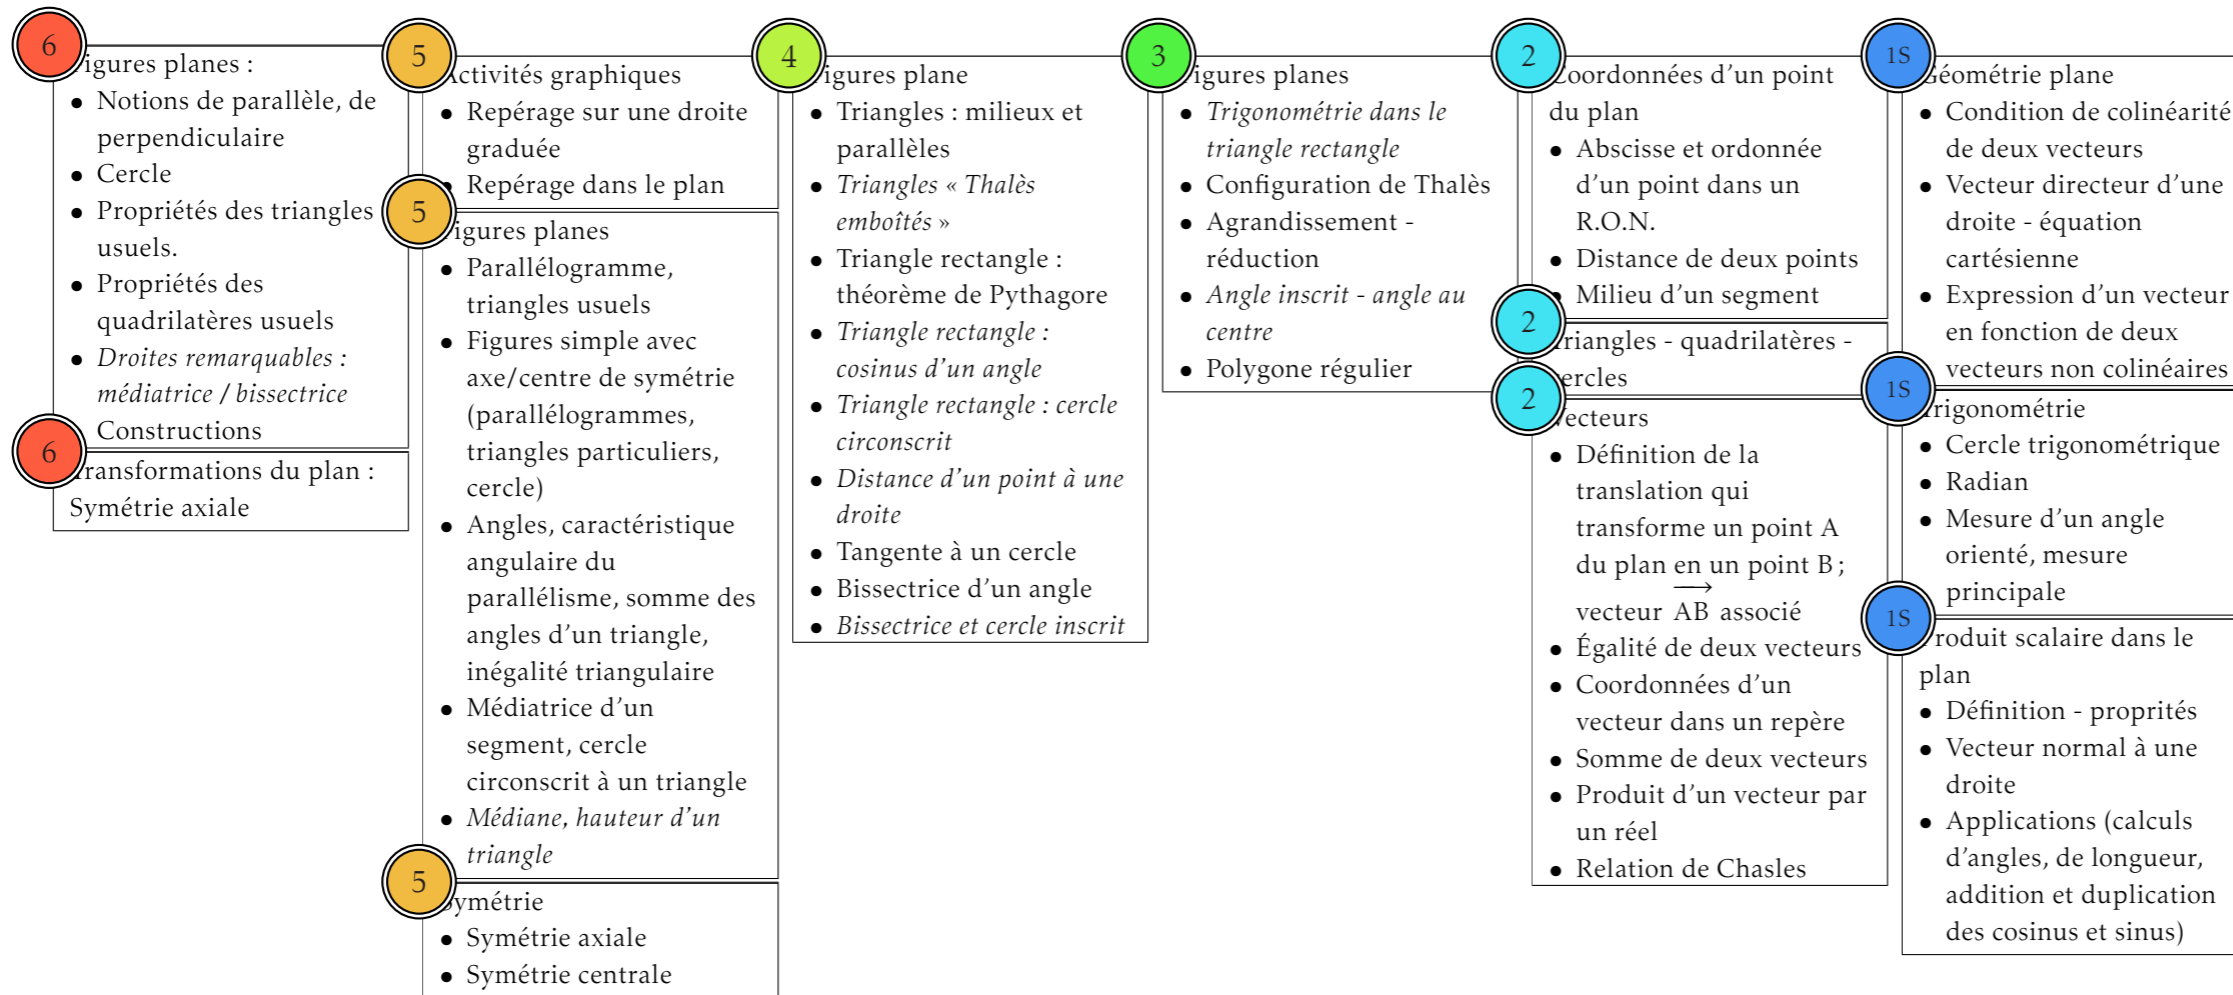 6
igures planes :
• Notions de parallèle, de
perpendiculaire
• Cercle
• Propriétés des triangles
usuels.
• Propriétés des
quadrilatères usuels
• Droites remarquables :
médiatrice / bissectrice
Constructions
6
ransformations du plan :
Symétrie axiale
5
Activités graphiques
• Repérage sur une droite
graduée
• Repérage dans le plan
5
igures planes
• Parallélogramme,
triangles usuels
• Figures simple avec
axe/centre de symétrie
(parallélogrammes,
triangles particuliers,
cercle)
• Angles, caractéristique
angulaire du
parallélisme, somme des
angles d'un triangle,
inégalité triangulaire
• Médiatrice d'un
segment, cercle
circonscrit à un triangle
• Médiane, hauteur d'un
triangle
5
ymétrie
• Symétrie axiale
• Symétrie centrale
4
igures plane
• Triangles : milieux et
parallèles
• Triangles « Thalès
emboîtés »
• Triangle rectangle :
théorème de Pythagore
• Triangle rectangle :
cosinus d'un angle
• Triangle rectangle : cercle
circonscrit
• Distance d'un point à une
droite
• Tangente à un cercle
• Bissectrice d'un angle
• Bissectrice et cercle inscrit
3
igures planes
• Trigonométrie dans le
triangle rectangle
• Configuration de Thalès
• Agrandissement -
réduction
• Angle inscrit - angle au
centre
• Polygone régulier
2
Coordonnées d'un point
du plan
• Abscisse et ordonnée
d'un point dans un
R.O.N.
• Distance de deux points
• Milieu d'un segment
2
Triangles - quadrilatères -
cercles
2
Vecteurs
• Définition de la
translation qui
transforme un point A
du plan en un point B ;
vecteur \overrightarrow{AB} associé
• Égalité de deux vecteurs
• Coordonnées d'un
vecteur dans un repère
• Somme de deux vecteurs
• Produit d'un vecteur par
un réel
• Relation de Chasles
1S
Géométrie plane
• Condition de colinéarité
de deux vecteurs
• Vecteur directeur d'une
droite - équation
cartésienne
• Expression d'un vecteur
en fonction de deux
vecteurs non colinéaires
1S
Trigonométrie
• Cercle trigonométrique
• Radian
• Mesure d'un angle
orienté, mesure
principale
1S
Produit scalaire dans le
plan
• Définition - proprités
• Vecteur normal à une
droite
• Applications (calculs
d'angles, de longueur,
addition et duplication
des cosinus et sinus)